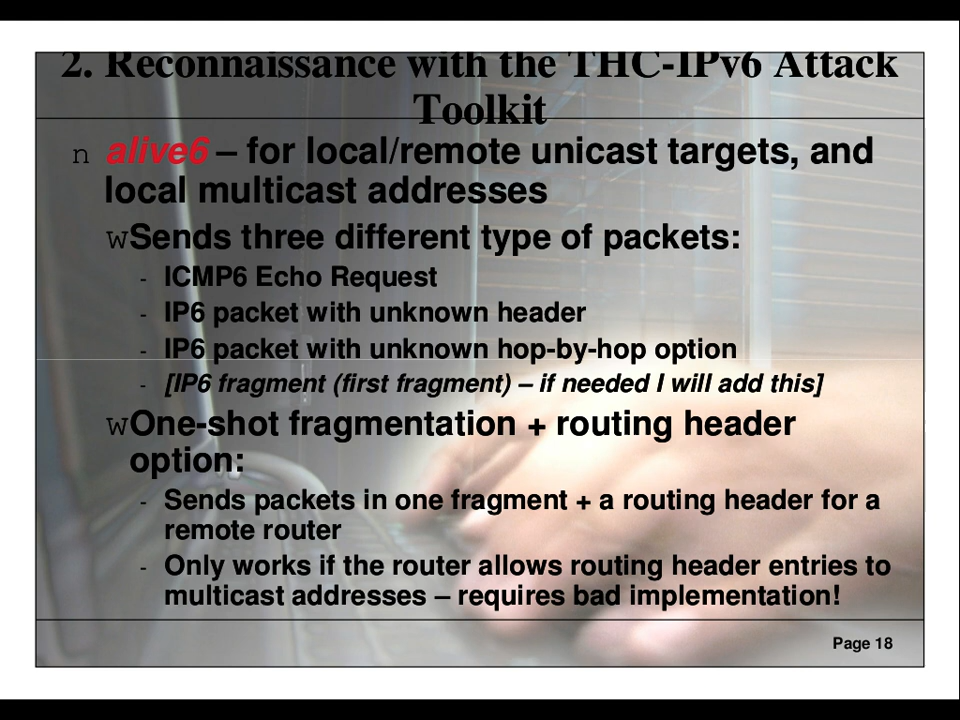 2. Reconnaissance with the THC-IPv6 Attack
Toolkit
n alive6 – for local/remote unicast targets, and
local multicast addresses
wSends three different type of packets:
- ICMP6 Echo Request
- IP6 packet with unknown header
- IP6 packet with unknown hop-by-hop option
- [IP6 fragment (first fragment) – if needed I will add this]
wOne-shot fragmentation + routing header
option:
- Sends packets in one fragment + a routing header for a
remote router
- Only works if the router allows routing header entries to
multicast addresses – requires bad implementation!
Page 18